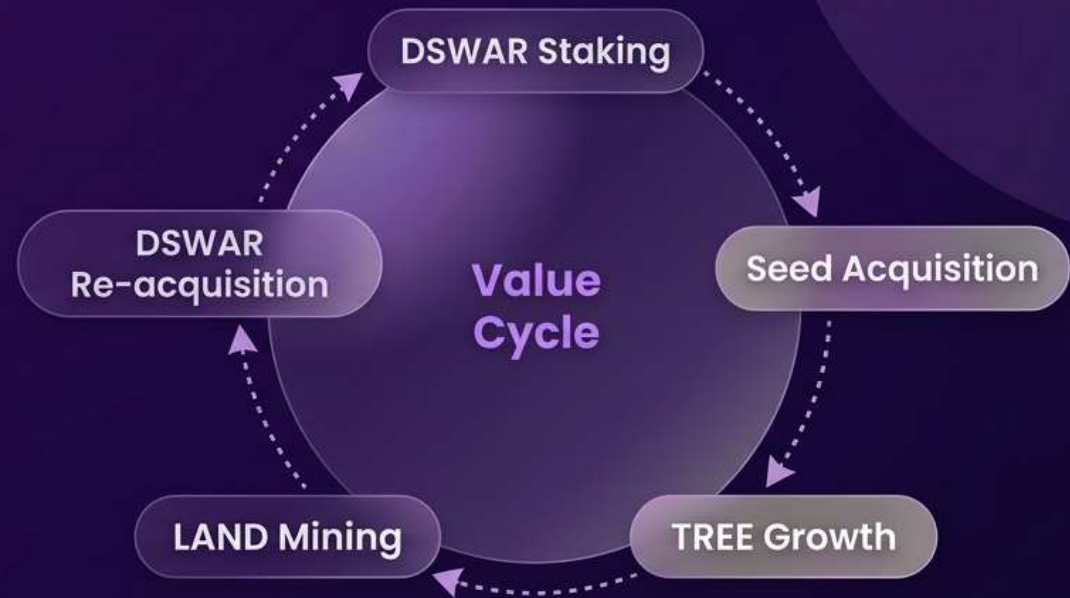 DSWAR Staking
Seed Acquisition
TREE Growth
LAND Mining
DSWAR
Re-acquisition
Value
Cycle